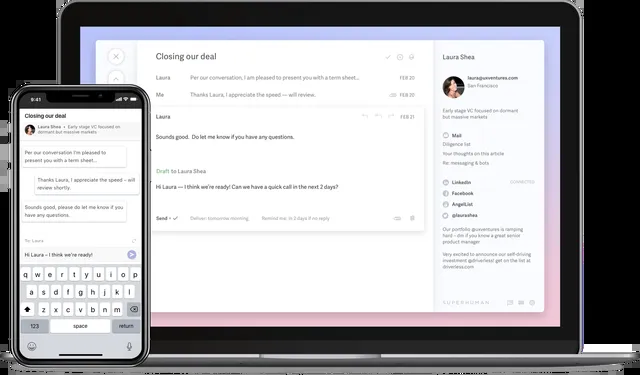 Closing our deal
Laura
Per our conversation, I am pleased to present you with a term sheet...
FEB 20
Me
Thanks Laura, I appreciate the speed — will review.
FEB 20
Laura
FEB 21
Sounds good. Do let me know if you have any questions.
Draft to Laura Shea
Hi Laura — I think we're ready! Can we have a quick call in the next 2 days?
Send +
Deliver: tomorrow morning
Remind me: in 3 days if no reply
Laura Shea
laura@usventures.com
San Francisco
Early stage VC focused on dormant
but massive markets
Mail
Diligence list
Your thoughts on this article
Re: messaging & bots
LinkedIn
CONNECTED
Facebook
AngelList
@lauraxhea
Our portfolio @usventures is ramping
hard - dm if you know a great senior
product manager
Very excited to announce our self-driving
investment @driverless! get on the list at
SUPERHUMAN
9:41
Closing our deal
Laura Shea • Early stage VC focused on
dormant but massive markets
Per our conversation I'm pleased to
present you with a term sheet...
Thanks Laura, I appreciate the speed – will
review shortly.
Sounds good, please do let me know if you
have any questions.
To: Laura
Hi Laura – I think we're ready!
q w e r t y u i o p
a s d f g h j k l
z x c v b n m
123 space return